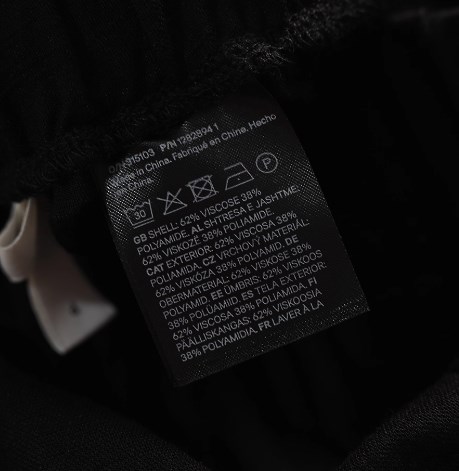 315103 P/N 1282894 1
Made in China. Fabriqué en Chine. Hecho
en China.
30 P
GB SHELL: 62% VISCOSE 38%
POLYAMIDE. AL SHTRESA E JASHTME:
62% VISKOZË 38% POLIAMIDE.
CAT EXTERIOR: 62% VISCOSA 38%
POLIAMIDA. CZ VRCHOVÝ MATERIÁL:
62% VISKÓZA 38% POLYAMID. DE
OBERMATERIAL: 62% VISKOSE 38%
POLYAMID. EE ÜMBRIS: 62% VISKOOS
38% POLÜAMIID. ES TELA EXTERIOR:
62% VISCOSA 38% POLIAMIDA. FI
PÄÄLLISKANGAS: 62% VISKOOSIA
38% POLYAMIDIA. FR LAVER À LA